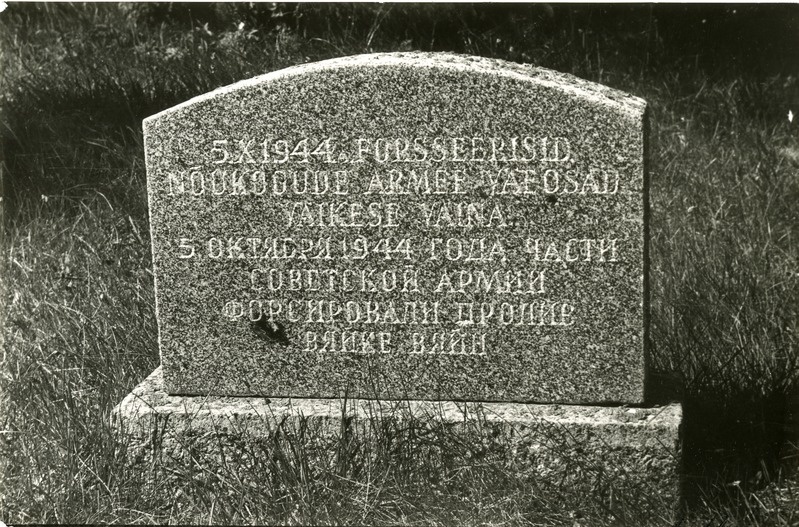 5.X 1944.A. FORSSEERISID
NÕUKOGUDE ARMEE VÄEOSAD
VÄIKESE VÄINA.
5 ОКТЯБРЯ 1944 ГОДА ЧАСТИ
СОВЕТСКОЙ АРМИИ
ФОРСИРОВАЛИ ПРОЛИВ
ВЯЙКЕ ВЯЙН